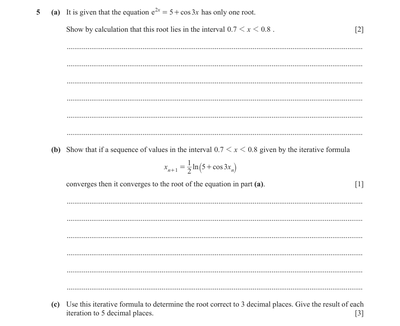 5 (a) It is given that the equation e²ˣ = 5 + cos 3x has only one root.
Show by calculation that this root lies in the interval 0.7 < x < 0.8 . [2]
(b) Show that if a sequence of values in the interval 0.7 < x < 0.8 given by the iterative formula
xₙ₊₁ = ½ ln(5 + cos 3xₙ)
converges then it converges to the root of the equation in part (a). [1]
(c) Use this iterative formula to determine the root correct to 3 decimal places. Give the result of each
iteration to 5 decimal places. [3]